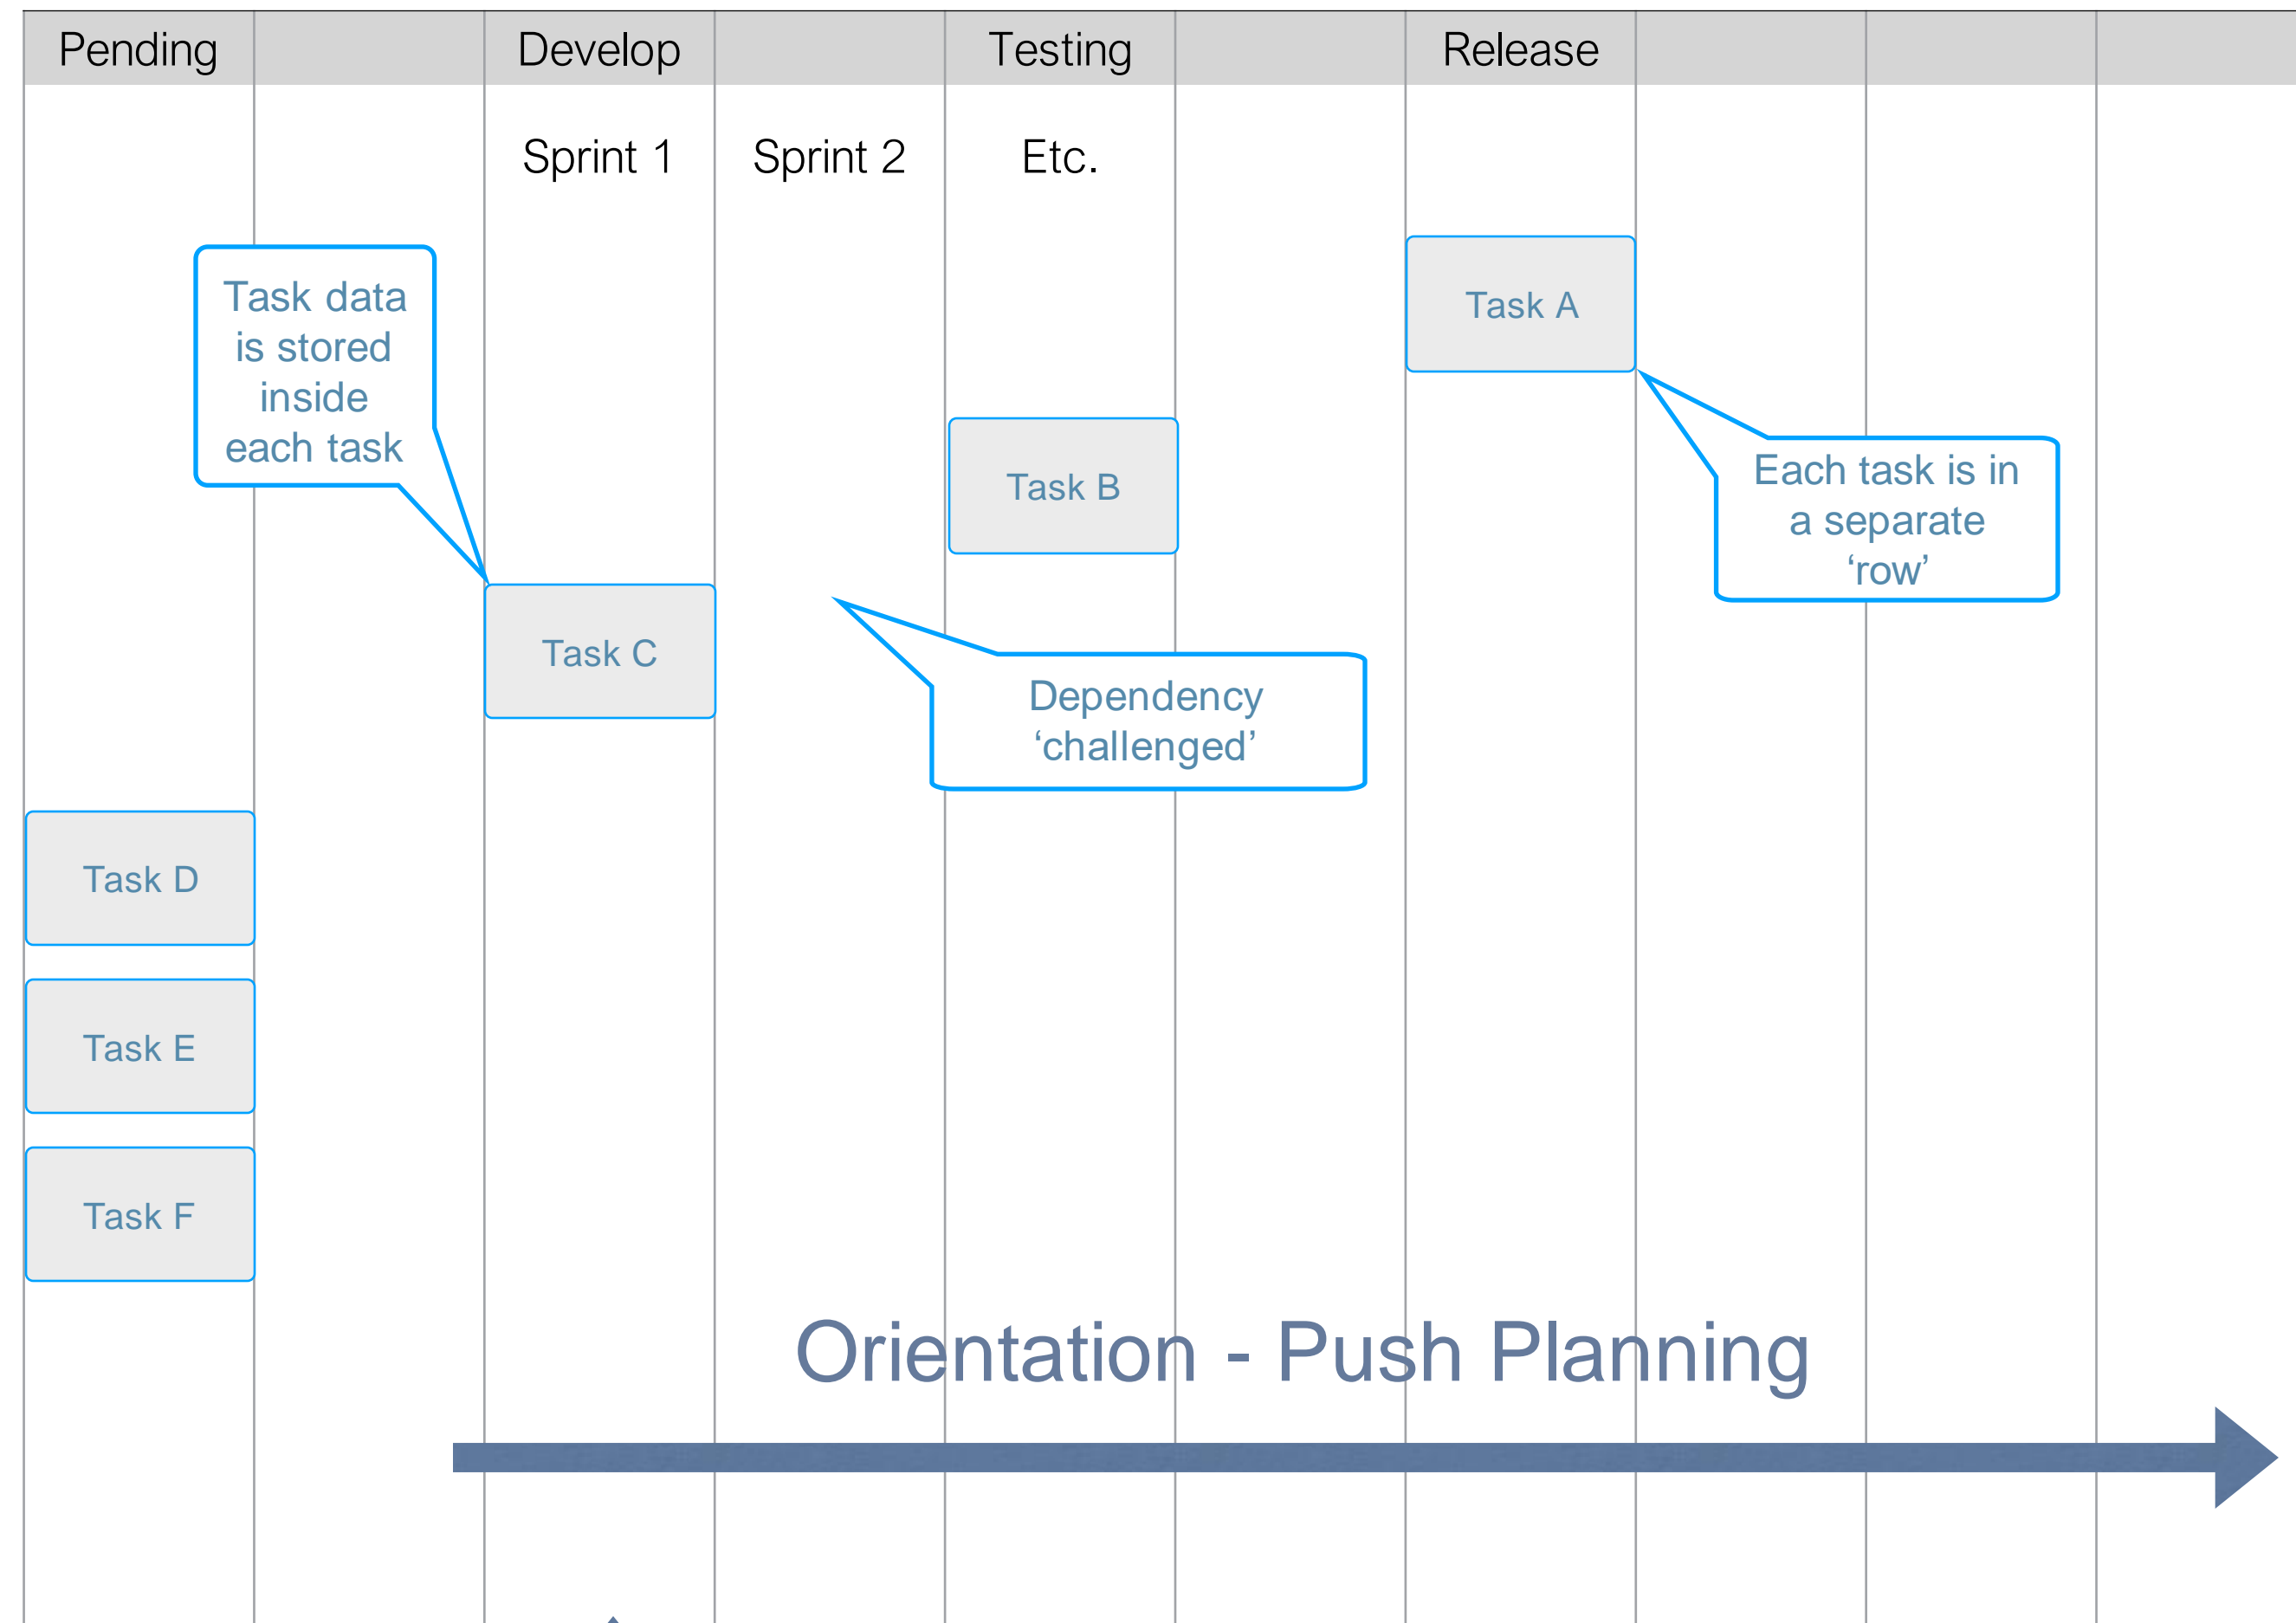 Pending Develop Testing Release
Sprint 1 Sprint 2 Etc.
Task data
is stored
inside
each task
Task A
Task B
Each task is in
a separate
‘row’
Task C
Dependency
‘challenged’
Task D
Task E
Task F
Orientation - Push Planning